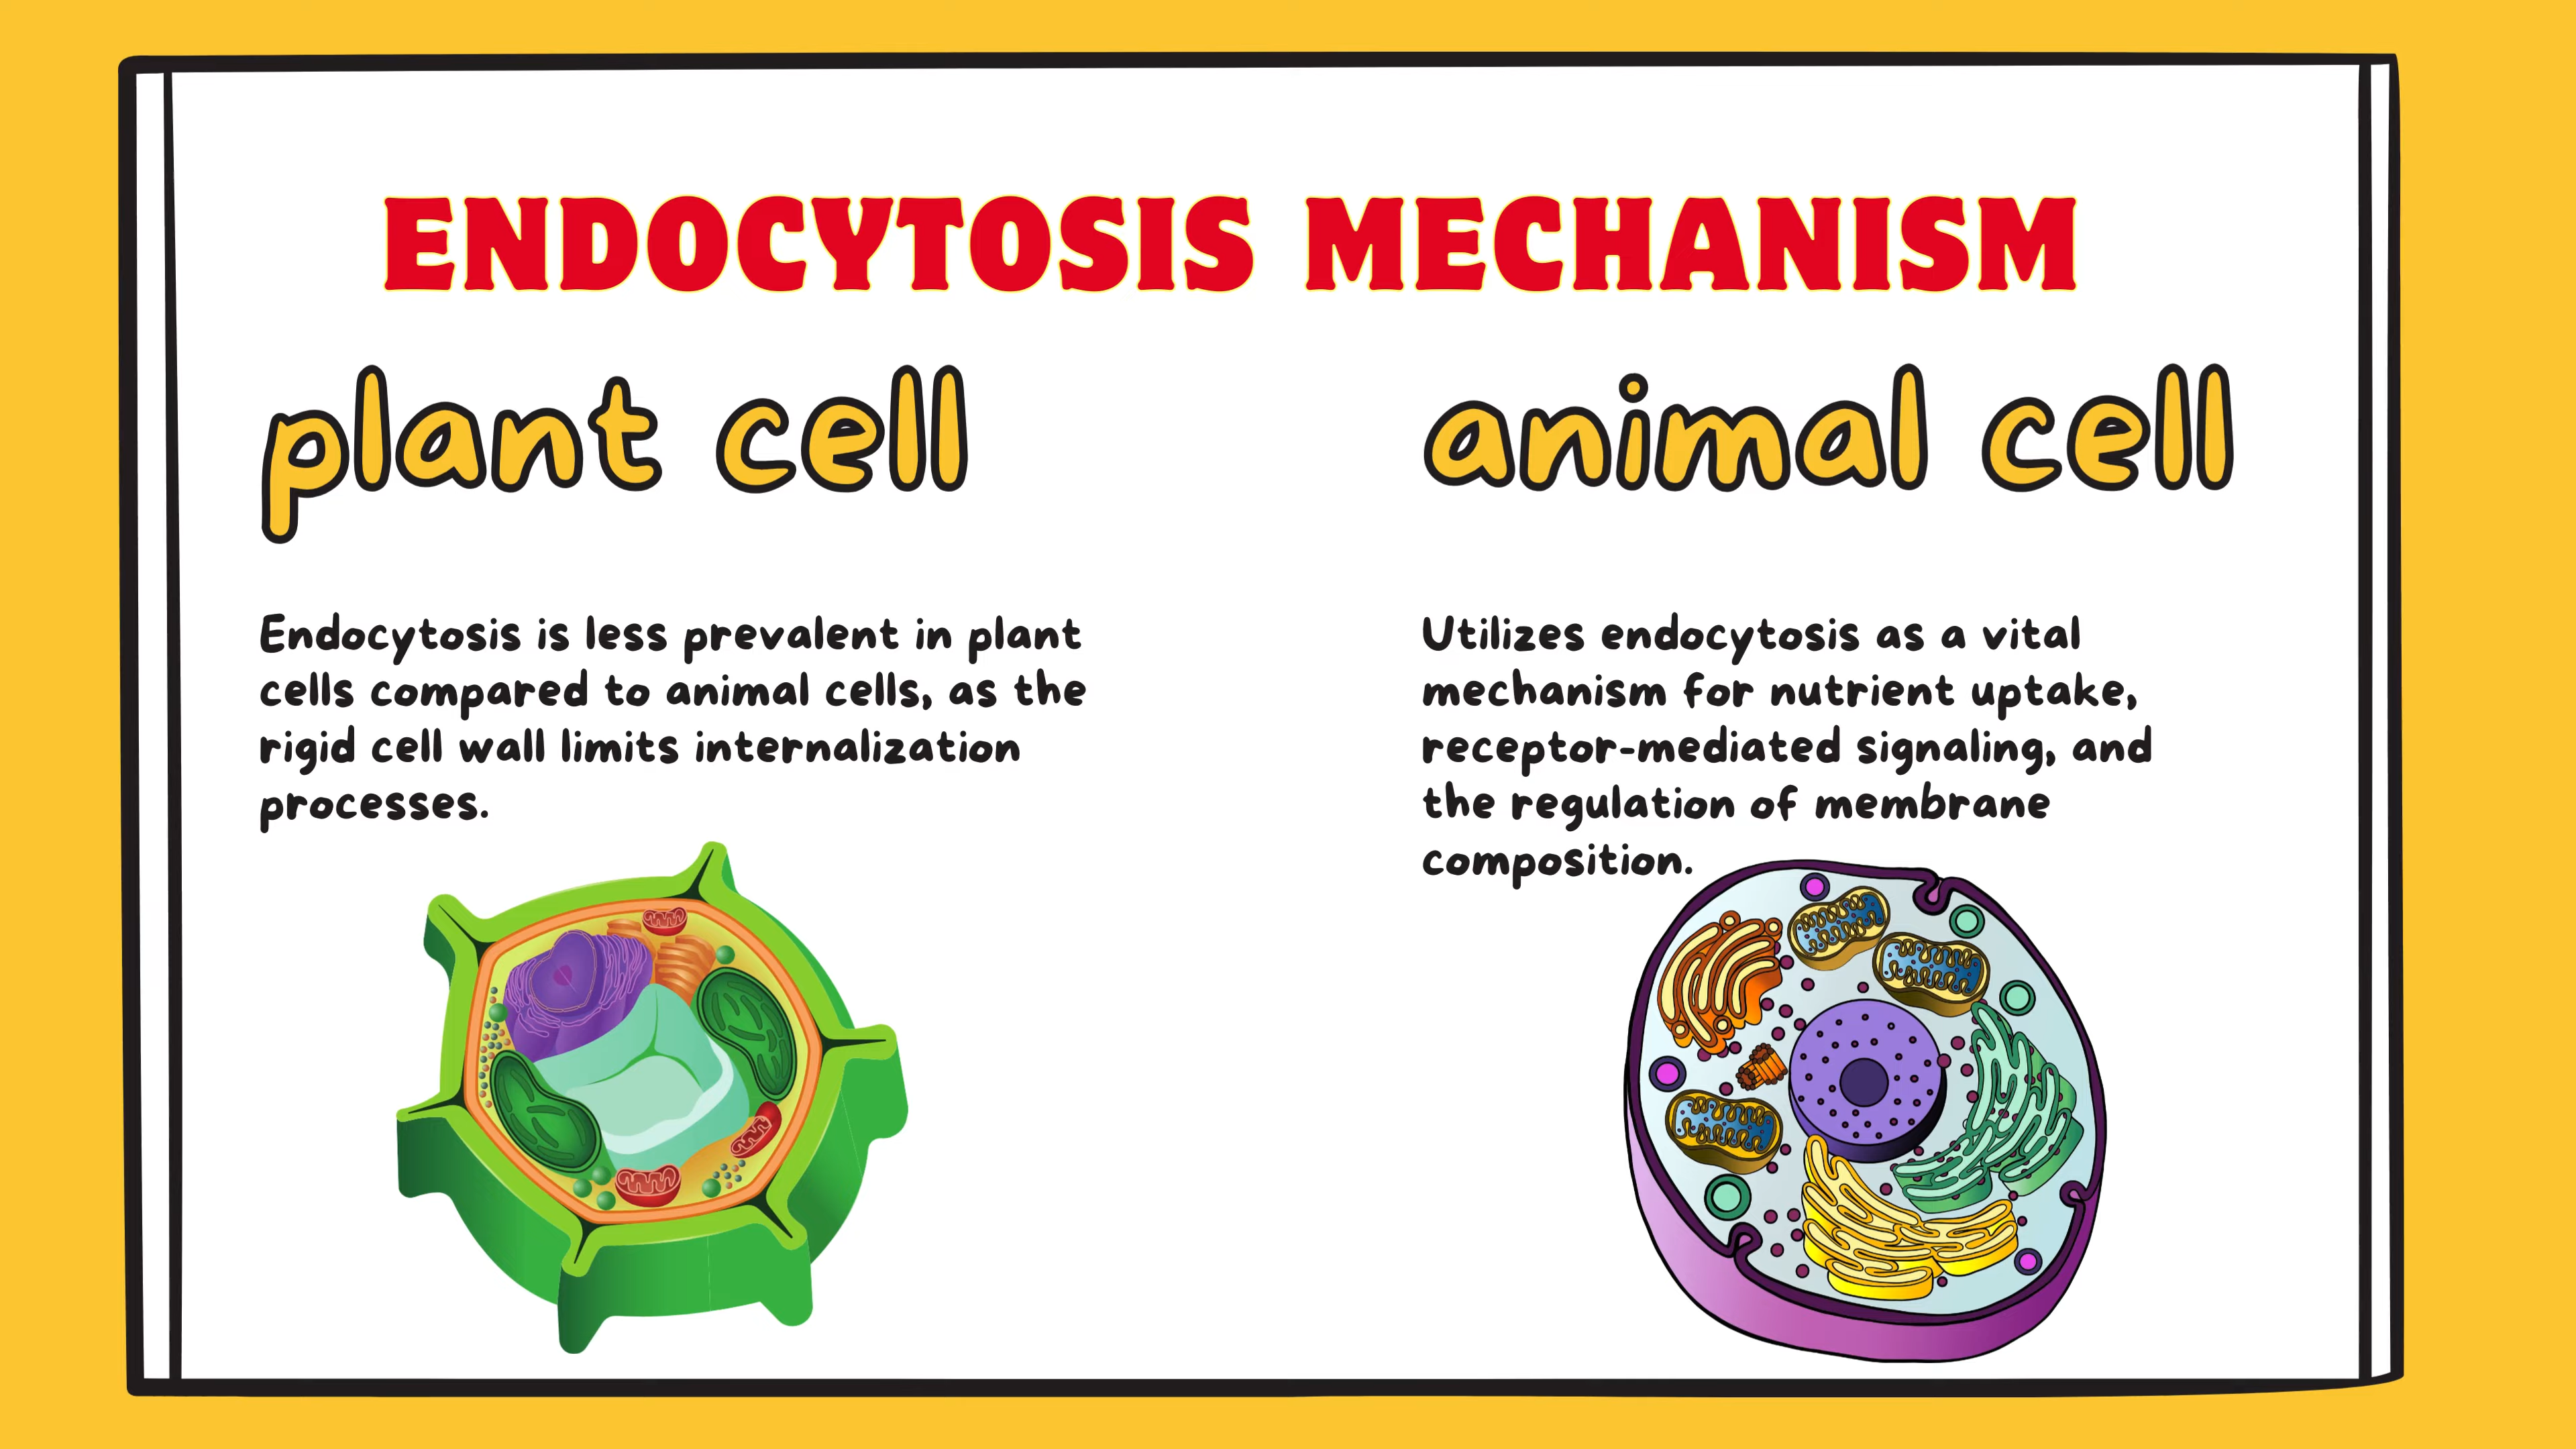 ENDOCYTOSIS MECHANISM
plant cell
Endocytosis is less prevalent in plant
cells compared to animal cells, as the
rigid cell wall limits internalization
processes.
animal cell
Utilizes endocytosis as a vital
mechanism for nutrient uptake,
receptor-mediated signaling, and
the regulation of membrane
composition.